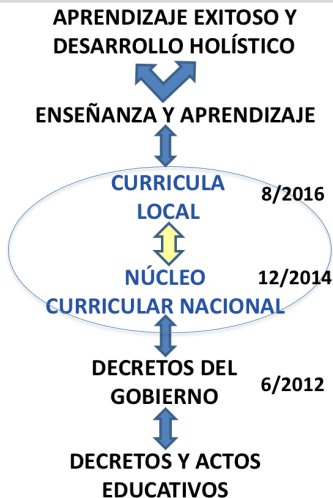 APRENDIZAJE EXITOSO Y
DESARROLLO HOLÍSTICO
ENSEÑANZA Y APRENDIZAJE
CURRICULA
LOCAL
8/2016
NÚCLEO
12/2014
CURRICULAR NACIONAL
DECRETOS DEL
GOBIERNO
6/2012
DECRETOS Y ACTOS
EDUCATIVOS